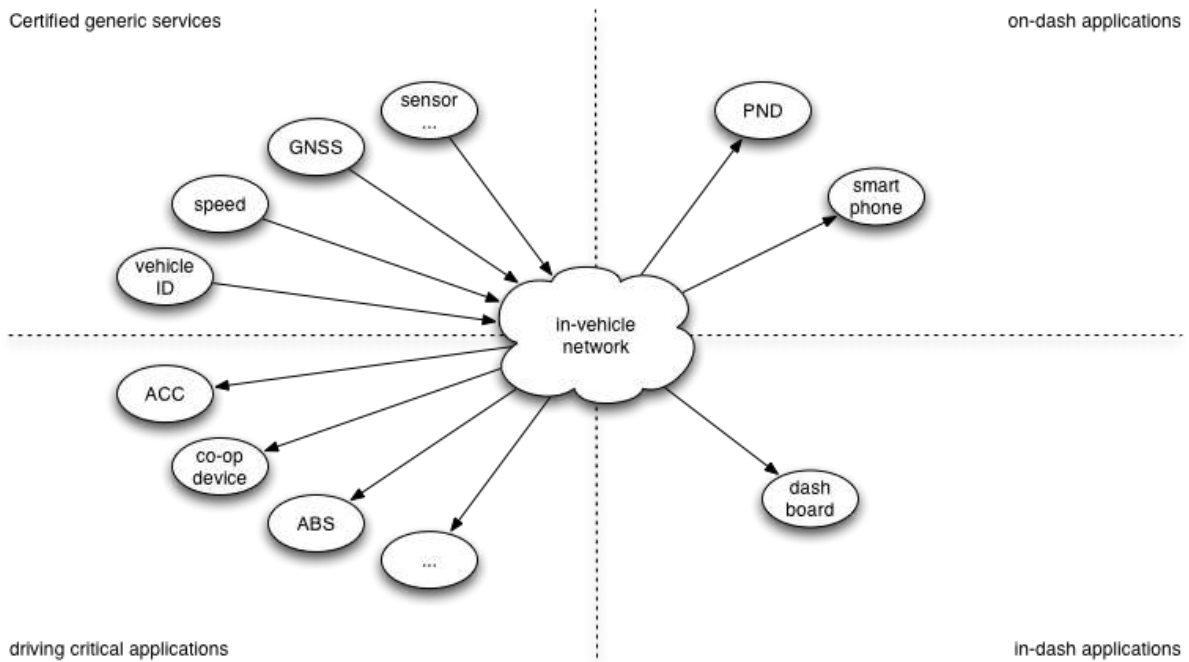 Certified generic services
on-dash applications
sensor
...
PND
GNSS
smart
phone
speed
vehicle
ID
in-vehicle
network
ACC
co-op
device
dash
board
ABS
...
driving critical applications
in-dash applications